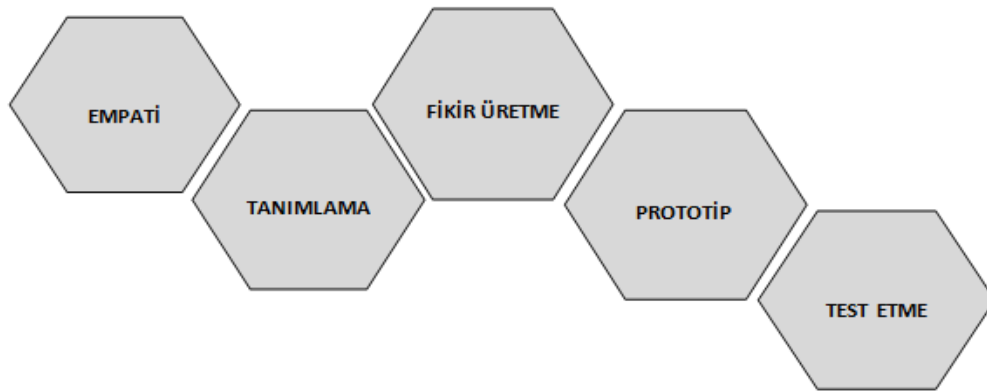 EMPATİ
TANIMLAMA
FİKİR ÜRETME
PROTOTİP
TEST ETME